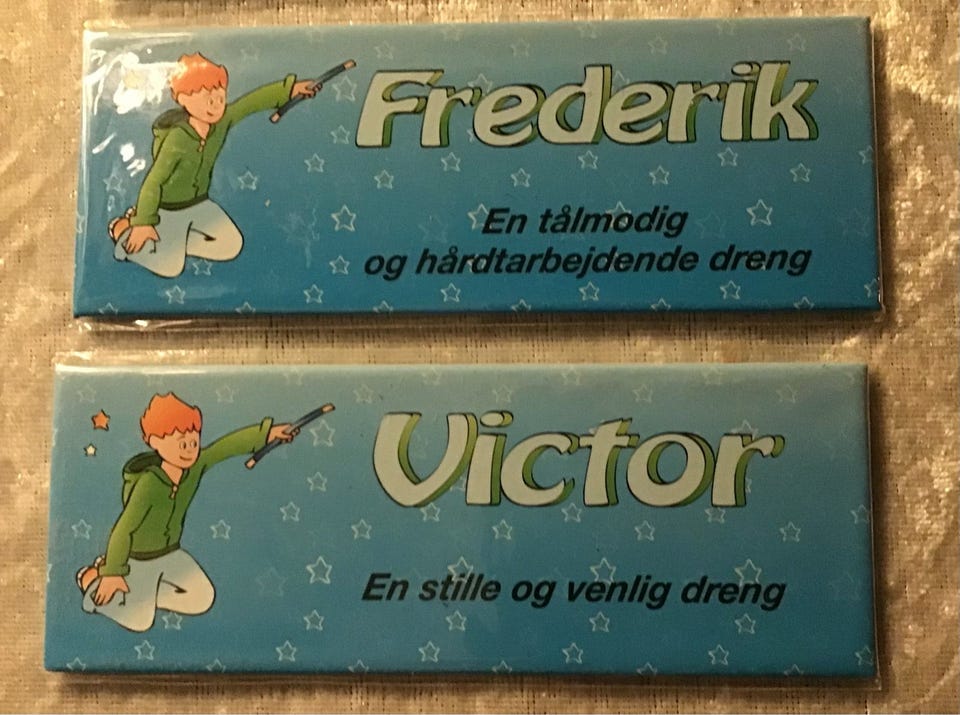 Frederik
En tålmodig
og hårdtarbejdende dreng
Victor
En stille og venlig dreng